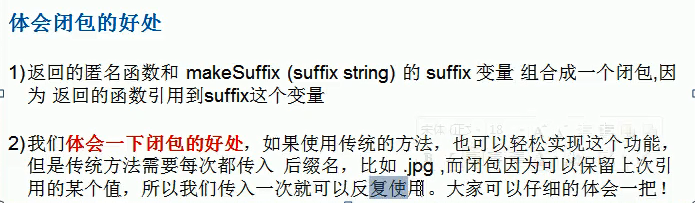 体会闭包的好处
1)返回的匿名函数和 makeSuffix (suffix string) 的 suffix 变量 组合成一个闭包,因
为 返回的函数引用到suffix这个变量
2)我们体会一下闭包的好处，如果使用传统的方法，也可以轻松实现这个功能，
但是传统方法需要每次都传入 后缀名，比如 .jpg ,而闭包因为可以保留上次引
用的某个值，所以我们传入一次就可以反复使用。大家可以仔细的体会一把！